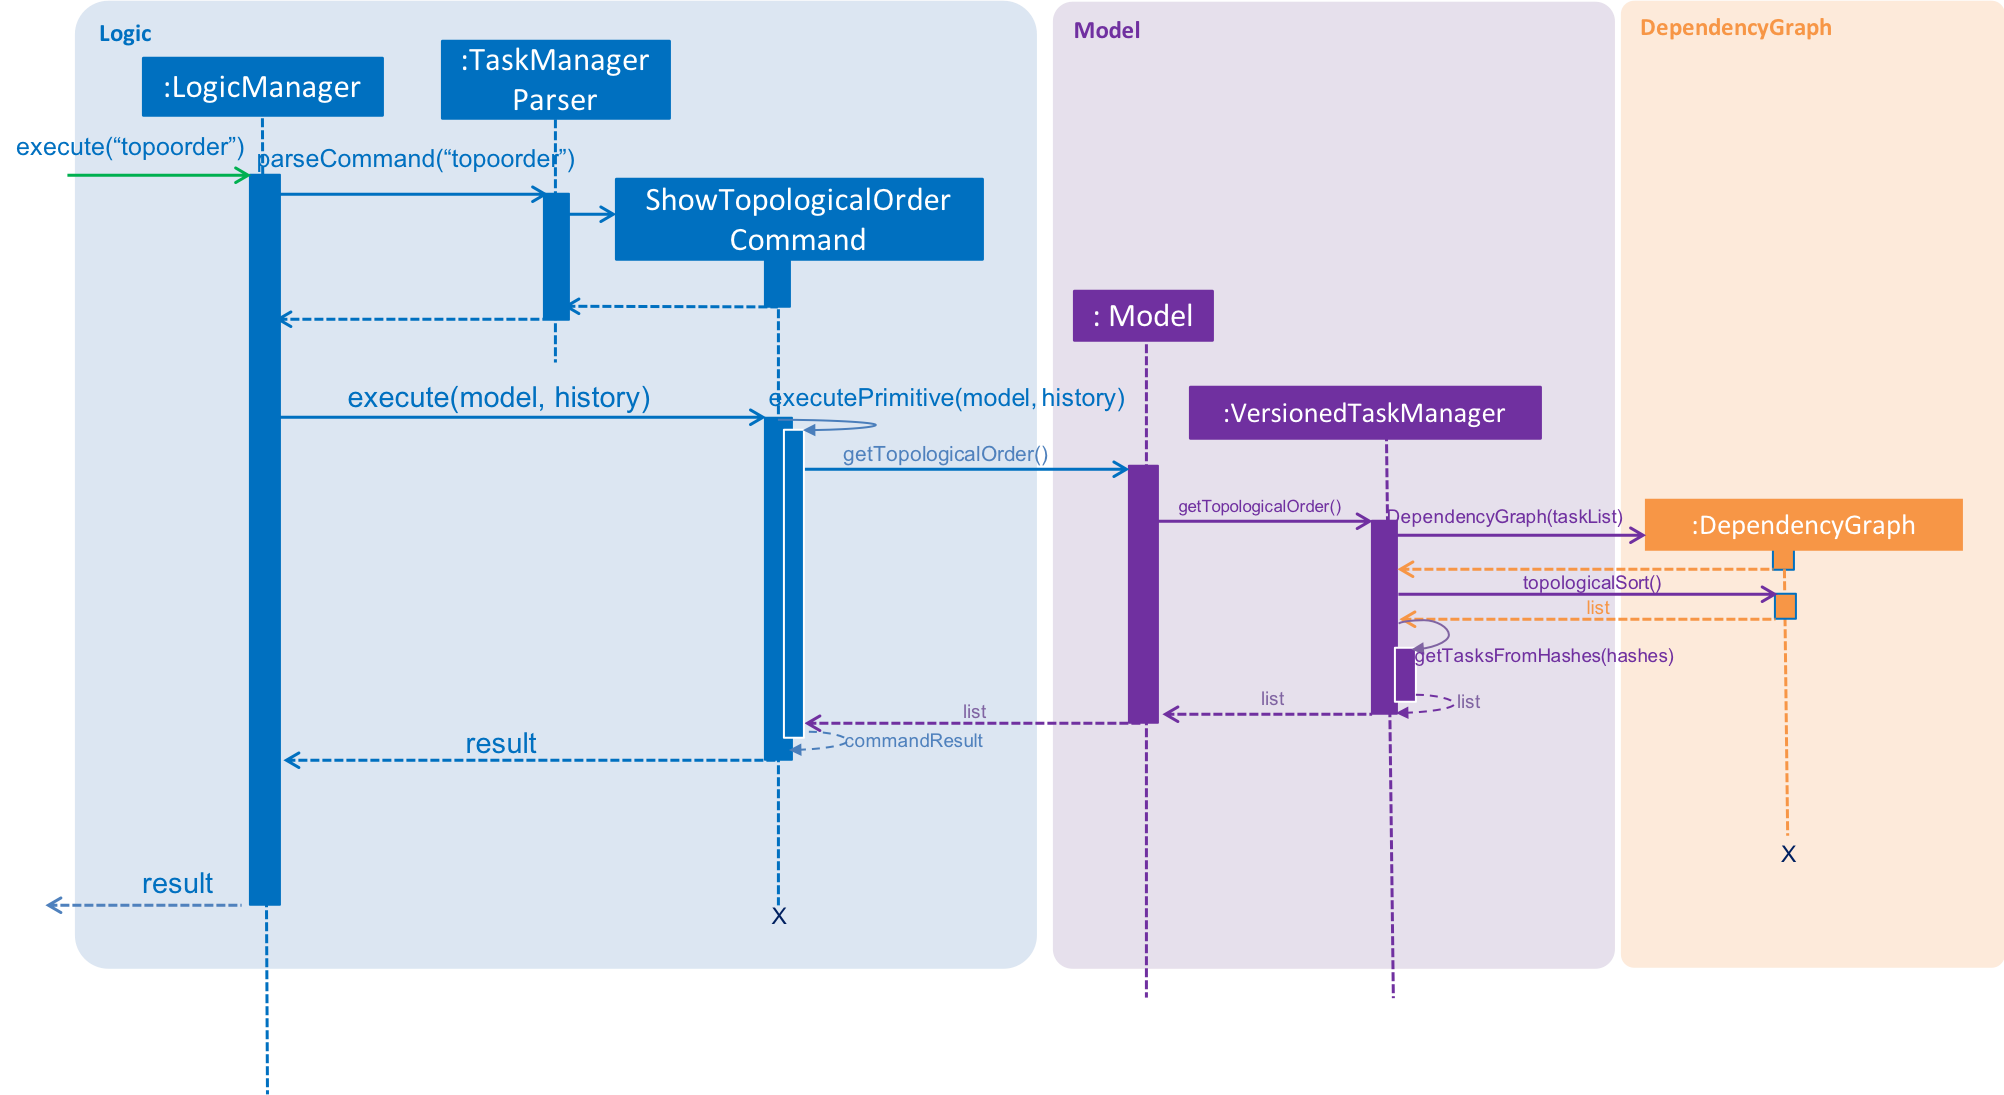 Logic
Model
DependencyGraph
:LogicManager
:TaskManager
Parser
execute(“topoorder”)
parseCommand(“topoorder”)
ShowTopologicalOrder
Command
: Model
execute(model, history)
executePrimitive(model, history)
:VersionedTaskManager
getTopologicalOrder()
getTopologicalOrder()
DependencyGraph(taskList)
:DependencyGraph
topologicalSort()
list
getTasksFromHashes(hashes)
list
list
list
commandResult
result
X
result
X